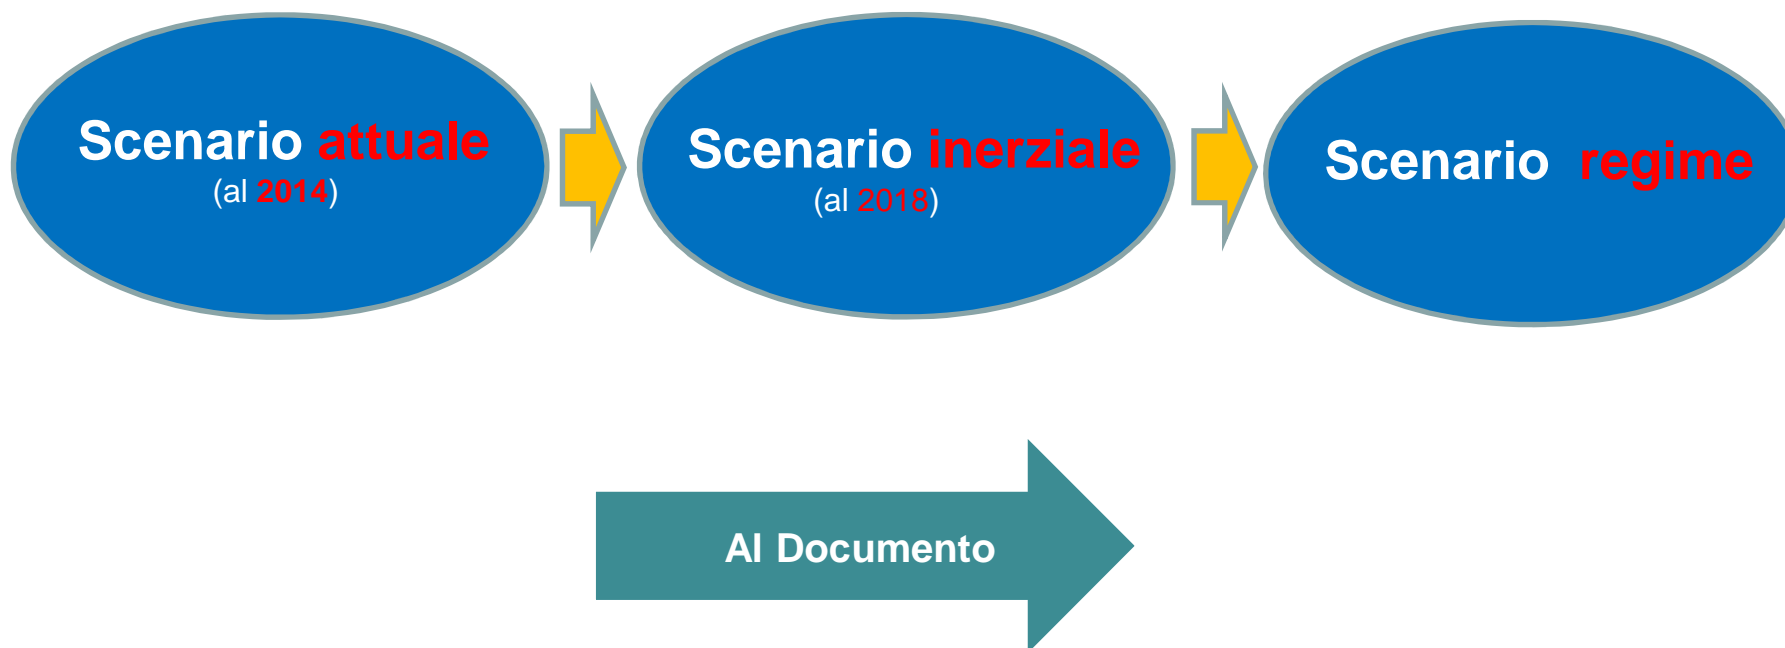 Scenario attuale
(al 2014)
Scenario inerziale
(al 2018)
Scenario regime
Al Documento